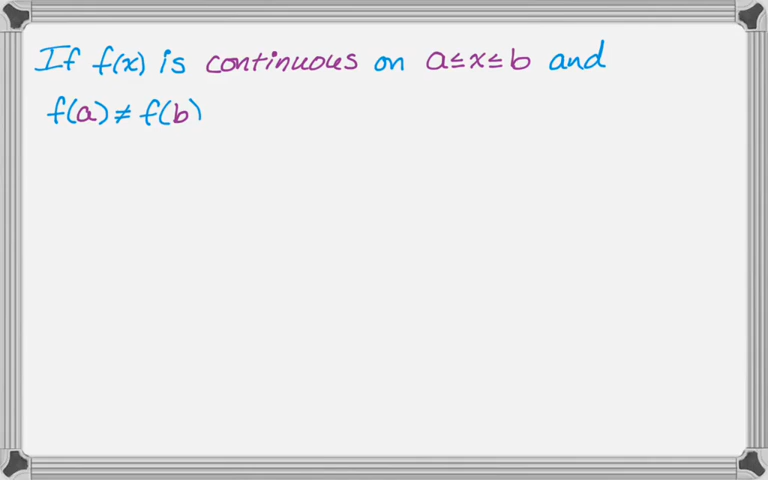 If f(x) is continuous on a≤x≤b and
f(a)≠f(b)